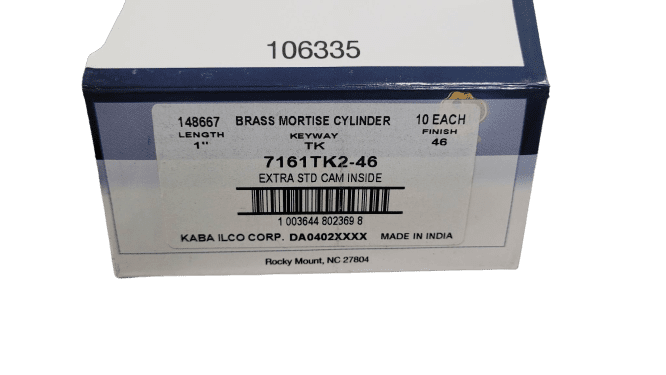 106335
148667 BRASS MORTISE CYLINDER 10 EACH
LENGTH KEYWAY FINISH
1" TK 46
7161TK2-46
EXTRA STD CAM INSIDE
1 003644 802369 8
KABA ILCO CORP. DA0402XXXX MADE IN INDIA
Rocky Mount, NC 27804